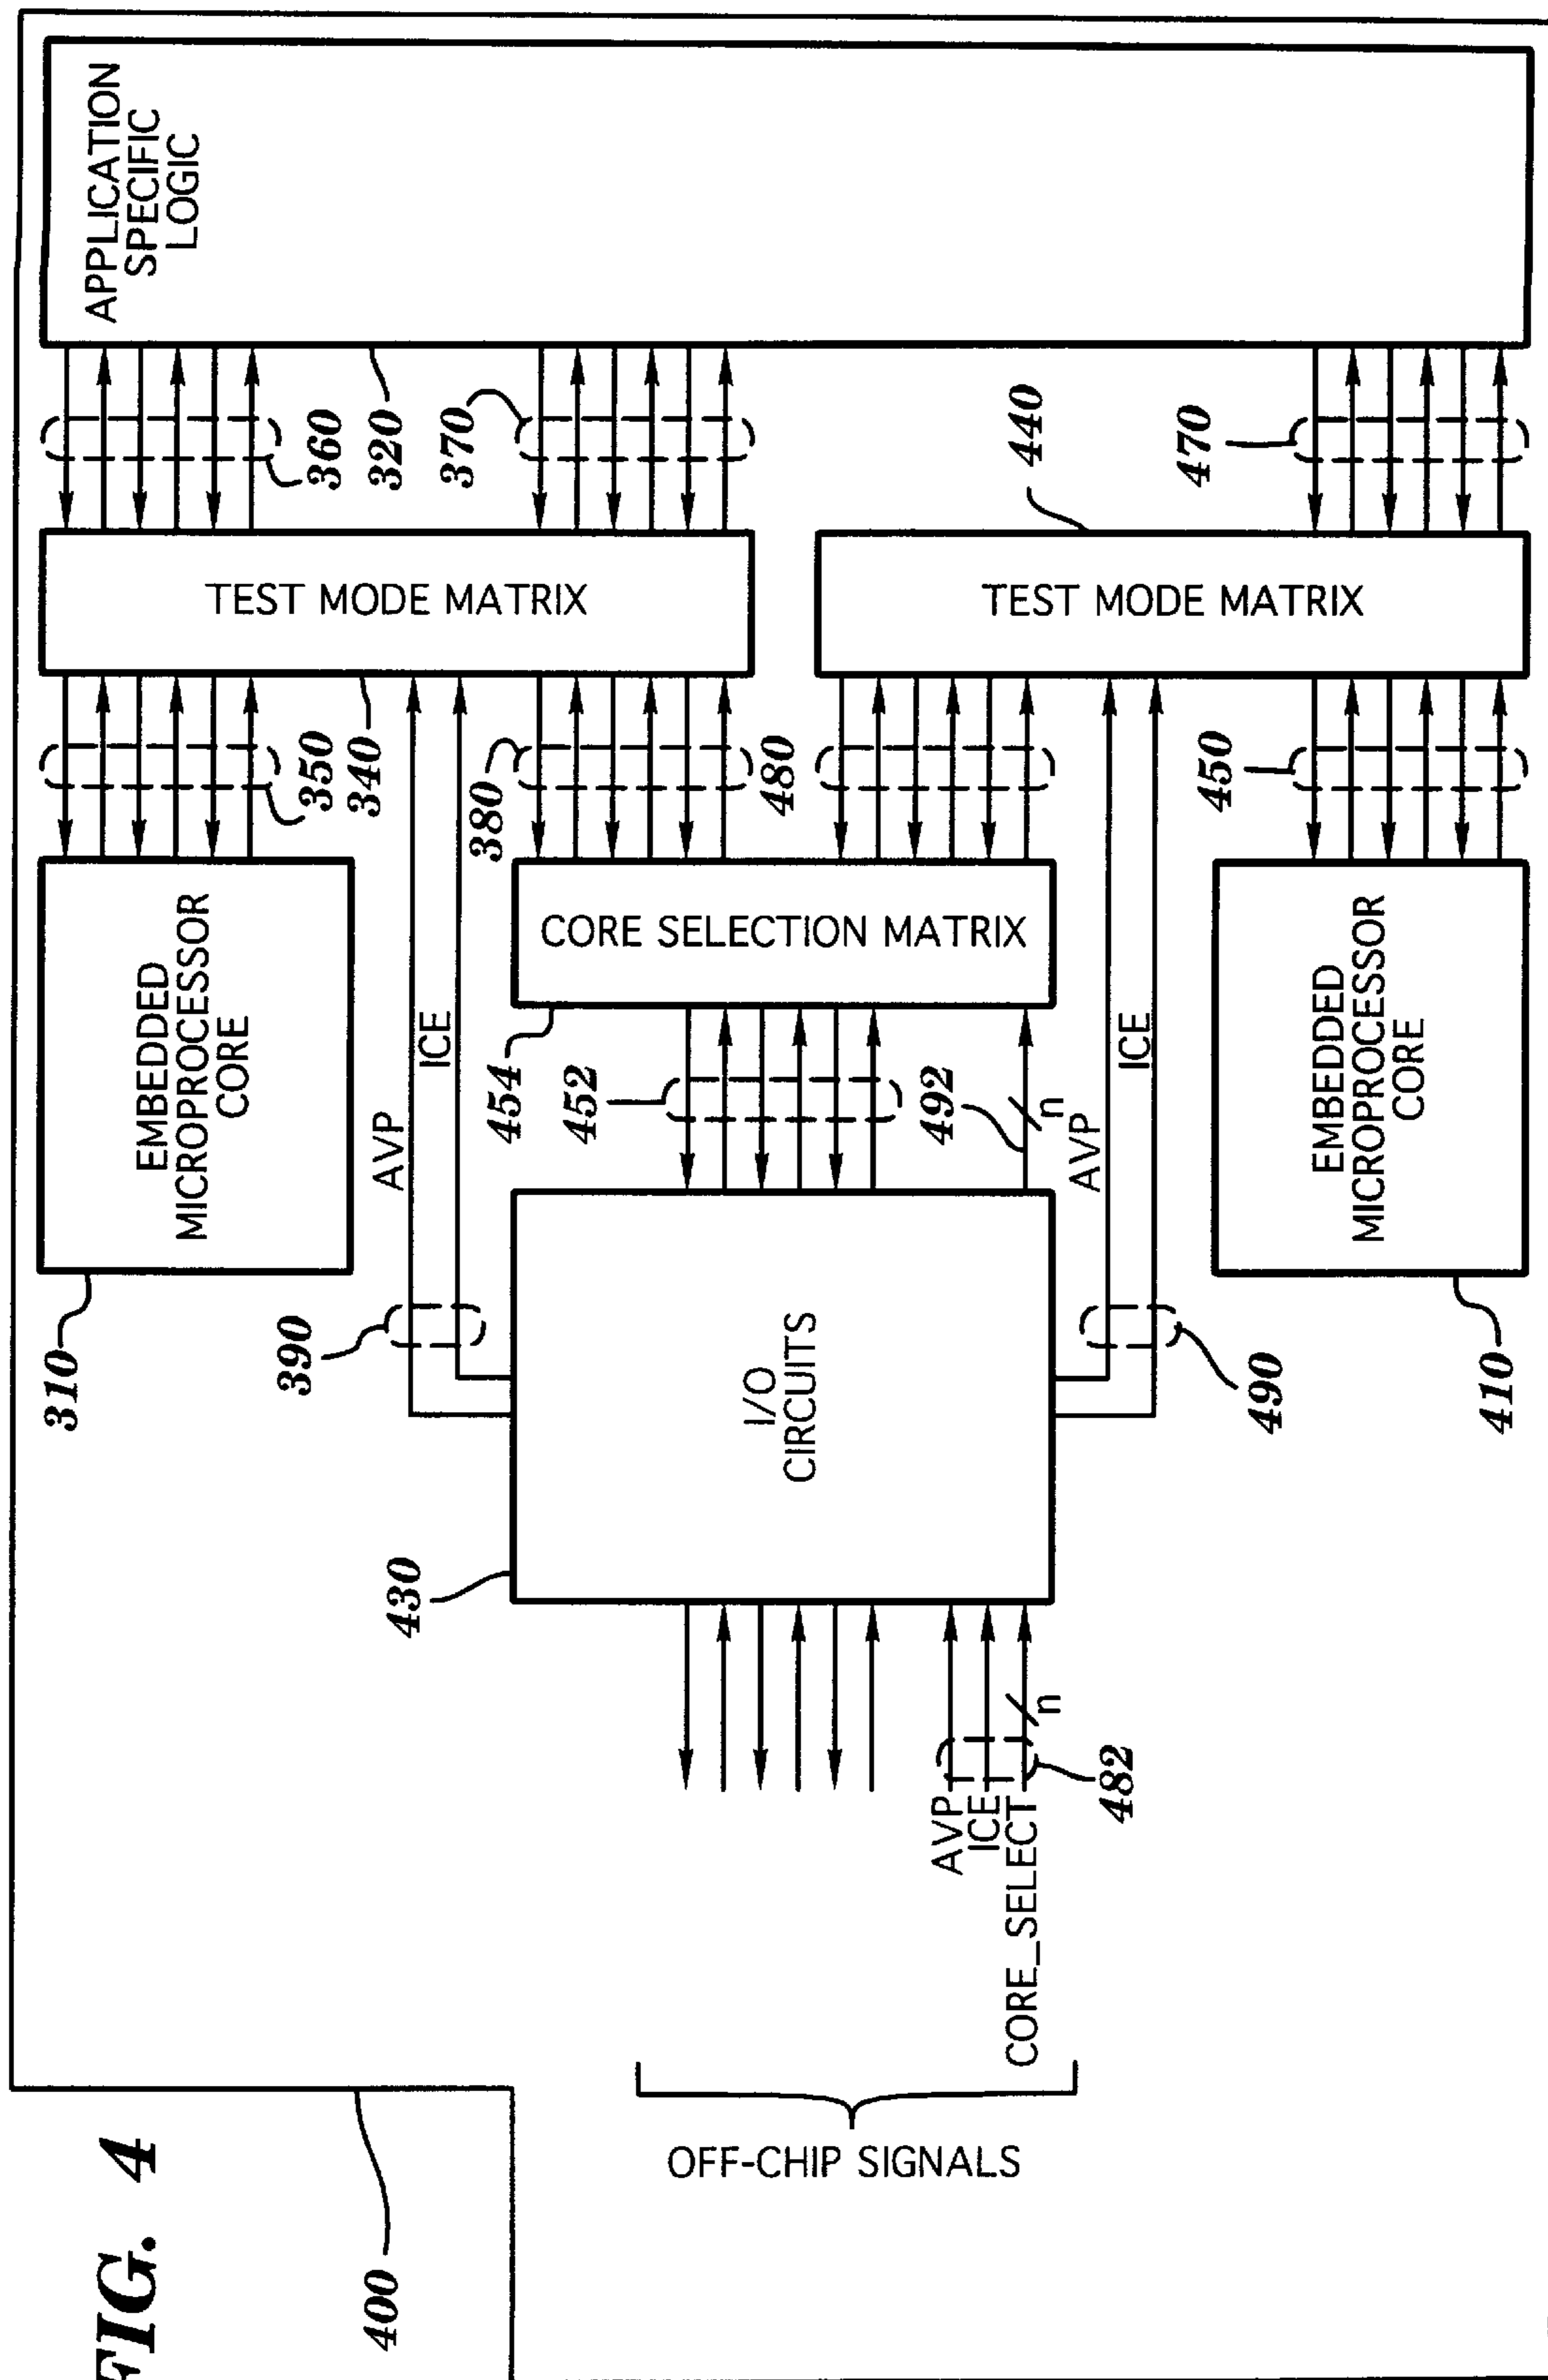 FIG. 4
400
APPLICATION
SPECIFIC
LOGIC
360
320
370
440
470
TEST MODE MATRIX
TEST MODE MATRIX
350
340
380
480
450
EMBEDDED
MICROPROCESSOR
CORE
310
AVP
ICE
390
CORE SELECTION MATRIX
454
452
492
n
AVP
ICE
490
EMBEDDED
MICROPROCESSOR
CORE
410
I/O
CIRCUITS
430
n
AVP
ICE
CORE_SELECT
482
OFF-CHIP SIGNALS